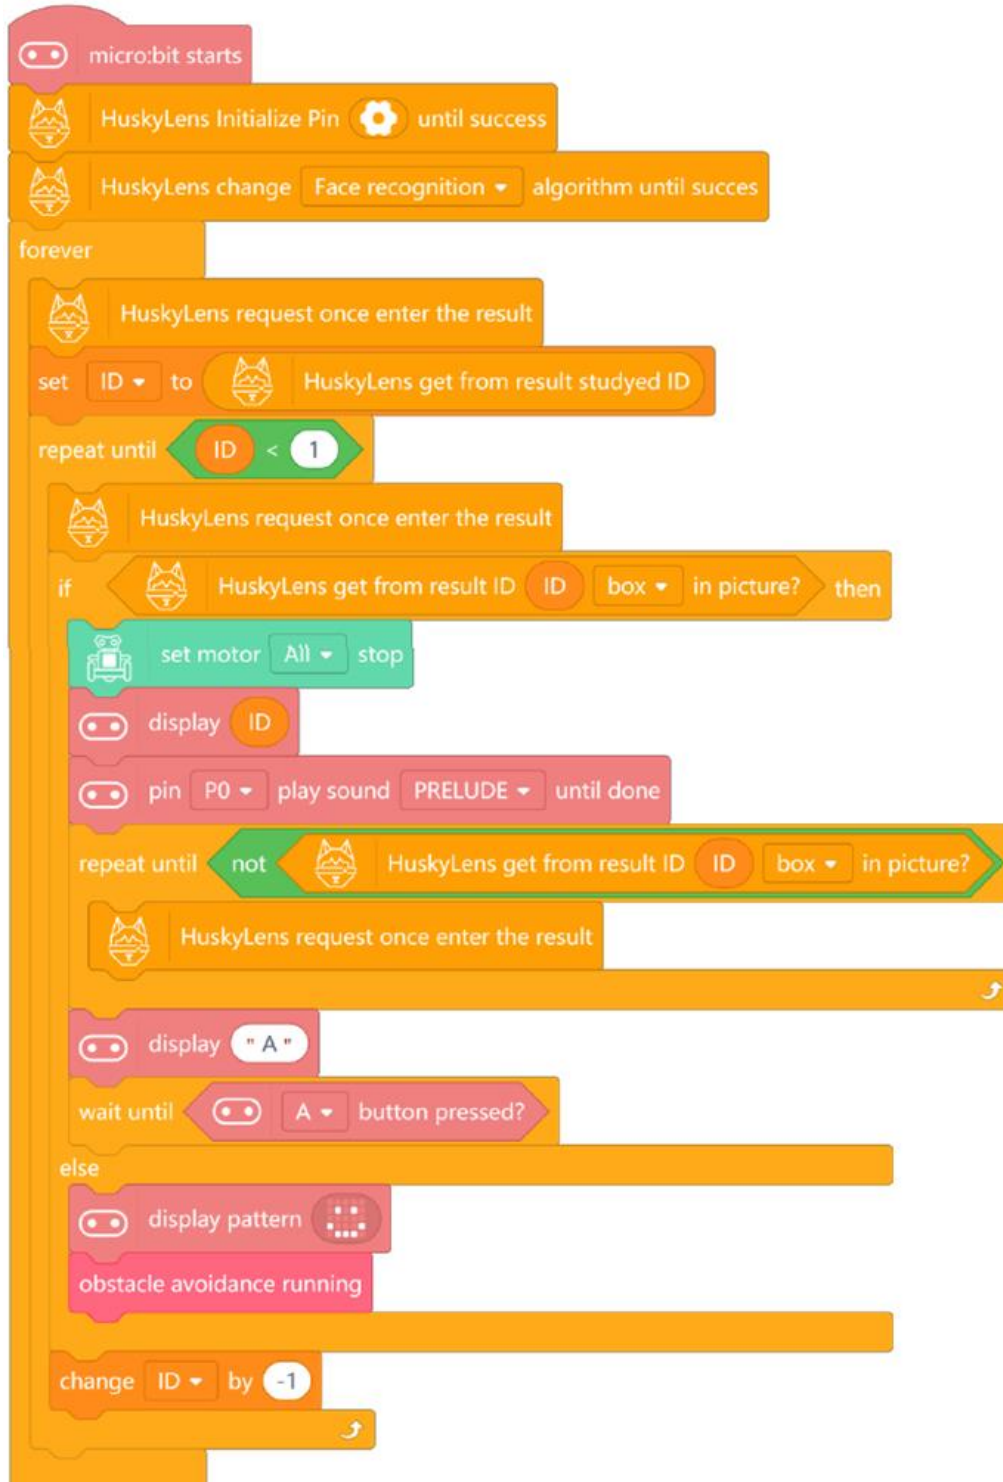 micro:bit starts
HuskyLens Initialize Pin until success
HuskyLens change Face recognition algorithm until succes
forever
HuskyLens request once enter the result
set ID to HuskyLens get from result studyed ID
repeat until ID < 1
HuskyLens request once enter the result
if HuskyLens get from result ID ID box in picture? then
set motor All stop
display ID
pin P0 play sound PRELUDE until done
repeat until not HuskyLens get from result ID ID box in picture?
HuskyLens request once enter the result
display "A"
wait until A button pressed?
else
display pattern
obstacle avoidance running
change ID by -1